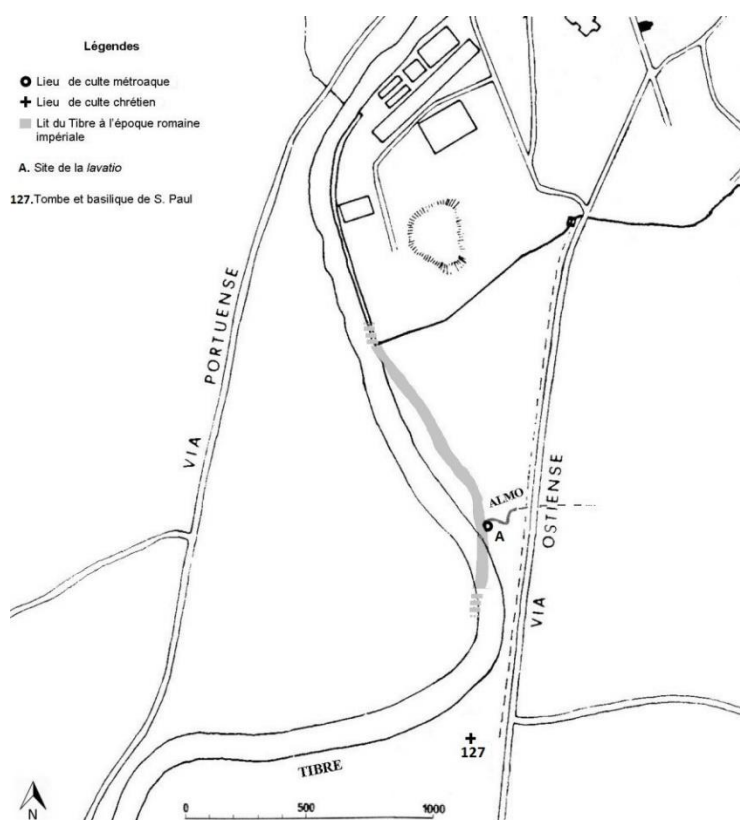 Légendes
Lieu de culte métroaque
Lieu de culte chrétien
Lit du Tibre à l'époque romaine
impériale
A. Site de la lavatio
127.Tombe et basilique de S. Paul
VIA PORTUENSE
ALMO
A
VIA OSTIENSE
127
TIBRE
N
0 500 1000